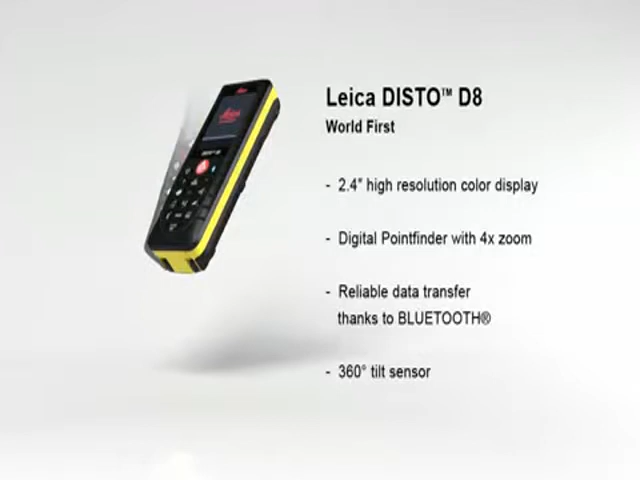 Leica DISTO™ D8
World First
- 2.4" high resolution color display
- Digital Pointfinder with 4x zoom
- Reliable data transfer
thanks to BLUETOOTH®
- 360° tilt sensor
Leica